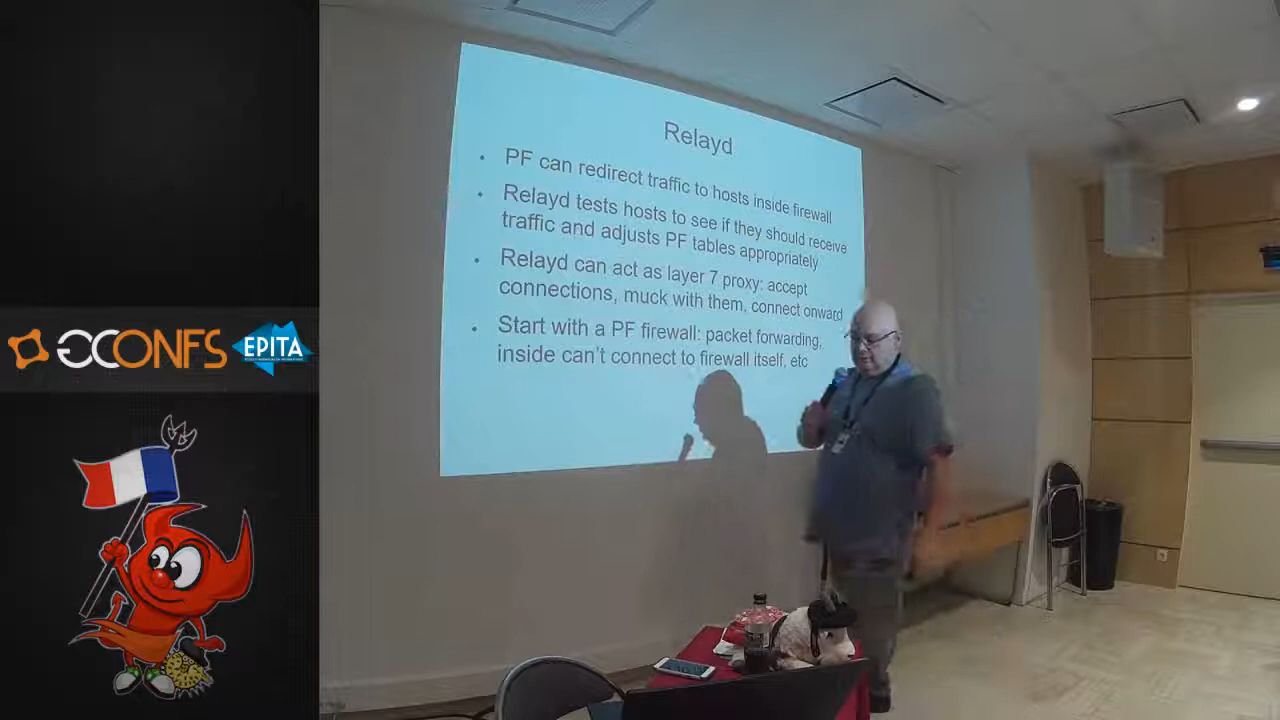 Relayd
PF can redirect traffic to hosts inside firewall
Relayd tests hosts to see if they should receive
traffic and adjusts PF tables appropriately
Relayd can act as layer 7 proxy: accept
connections, muck with them, connect onward
Start with a PF firewall: packet forwarding,
inside can't connect to firewall itself, etc
GCONFS
EPITA